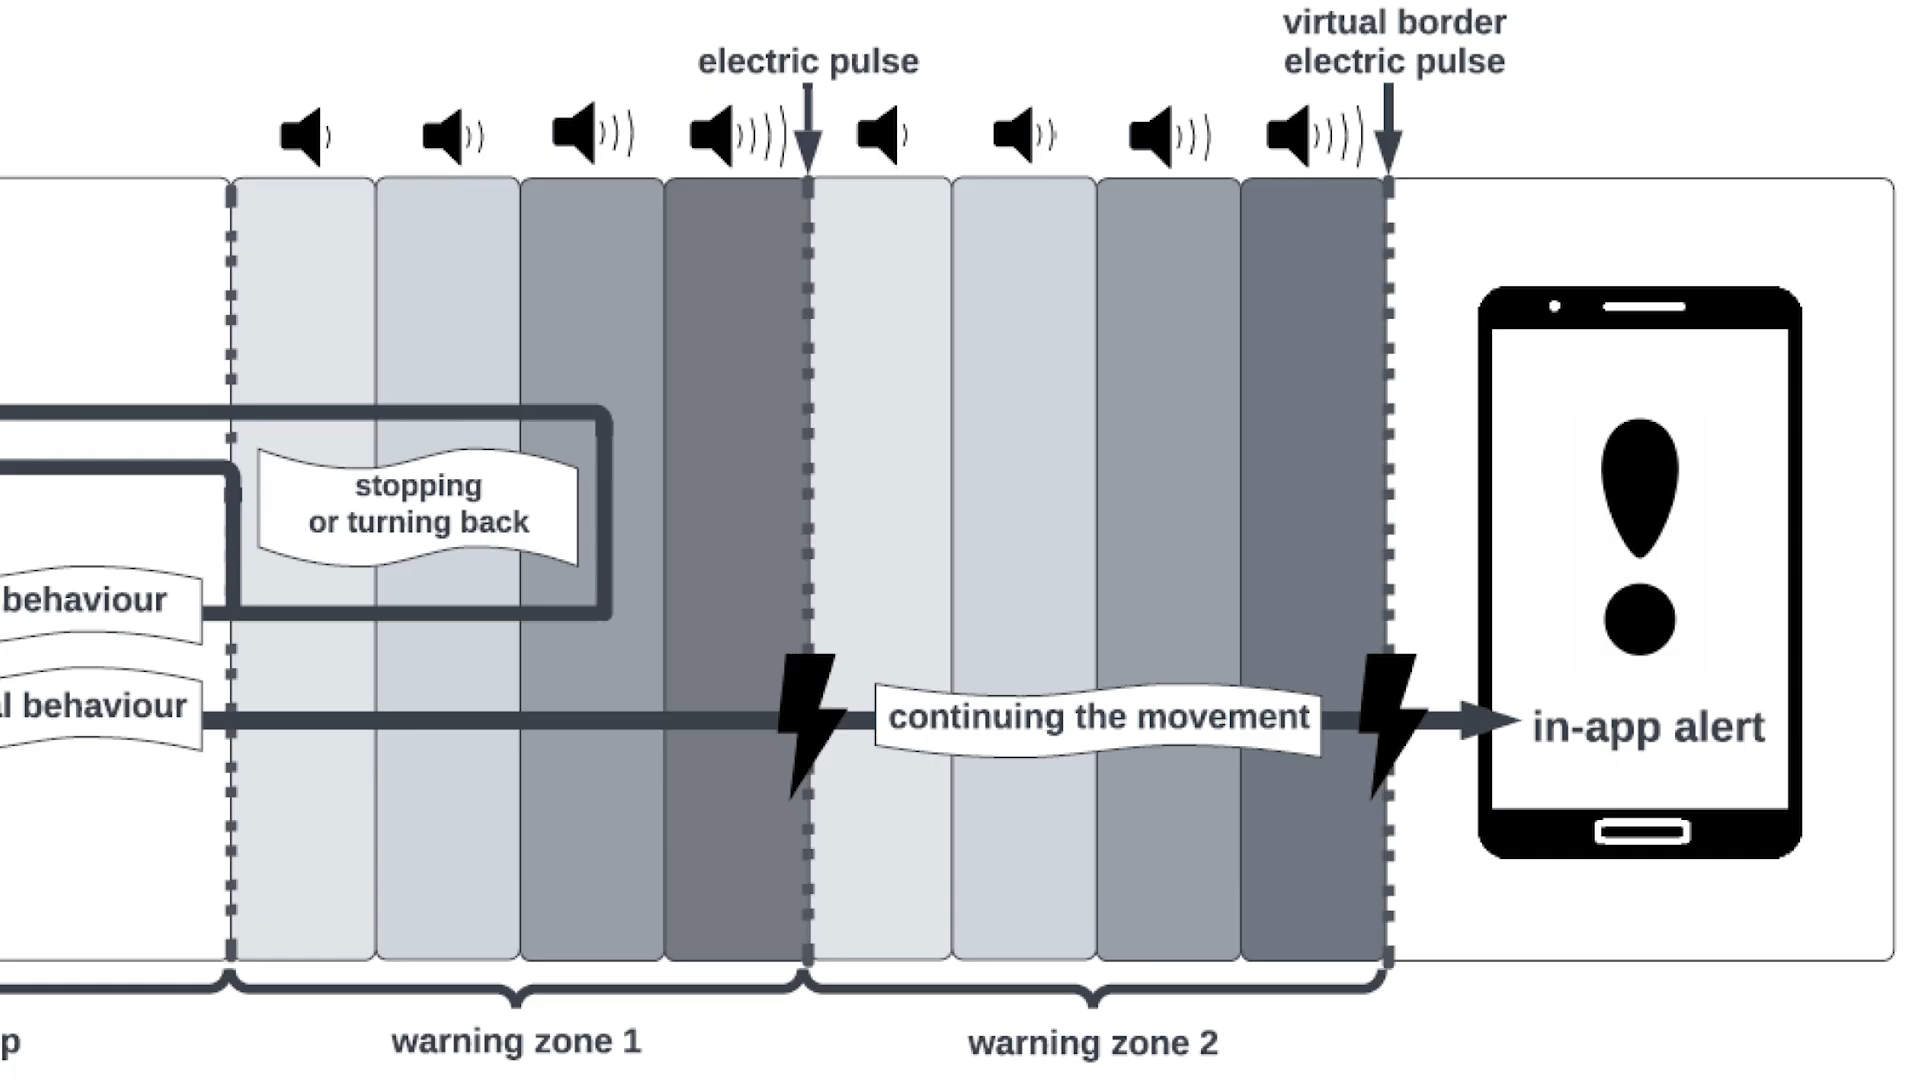 virtual border
electric pulse
electric pulse
stopping
or turning back
behaviour
l behaviour
continuing the movement
in-app alert
p
warning zone 1
warning zone 2